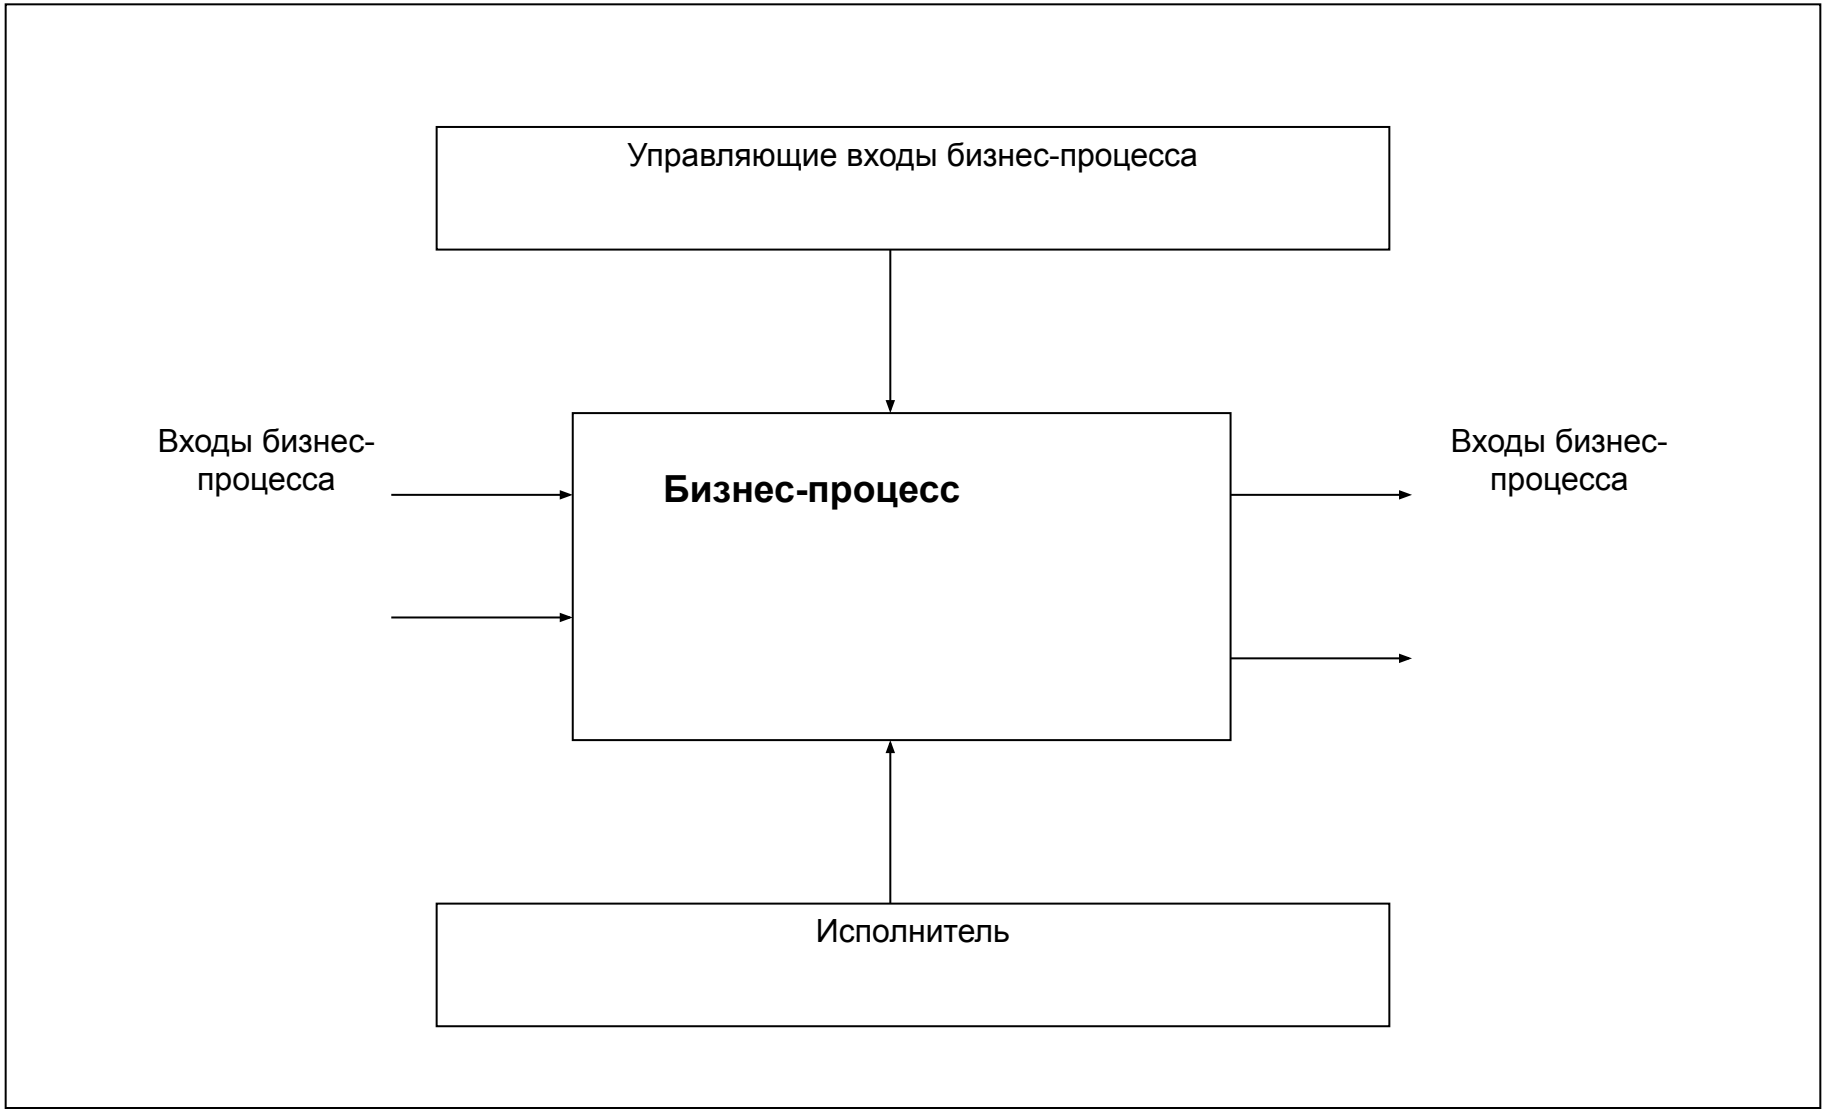 Управляющие входы бизнес-процесса
Входы бизнес-
процесса
Бизнес-процесс
Входы бизнес-
процесса
Исполнитель